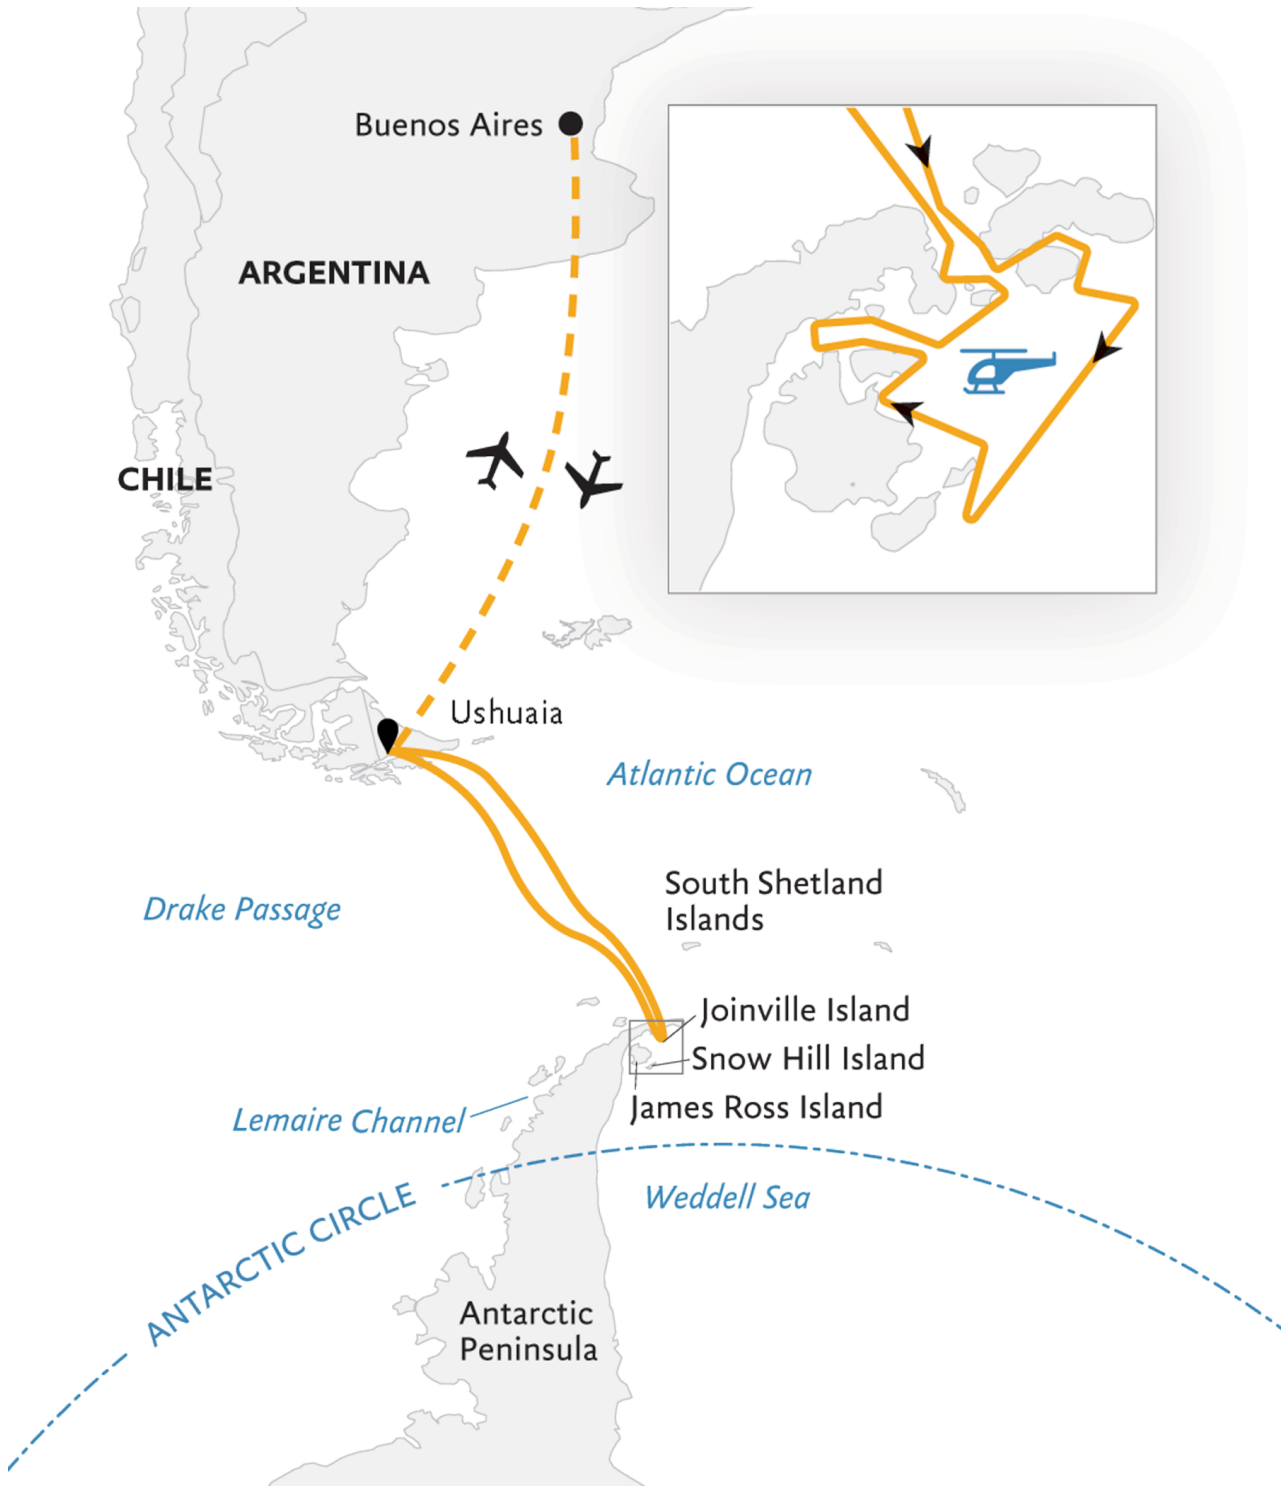 Buenos Aires
ARGENTINA
CHILE
Ushuaia
Atlantic Ocean
South Shetland
Islands
Drake Passage
Joinville Island
Snow Hill Island
James Ross Island
Lemaire Channel
ANTARCTIC CIRCLE
Weddell Sea
Antarctic
Peninsula